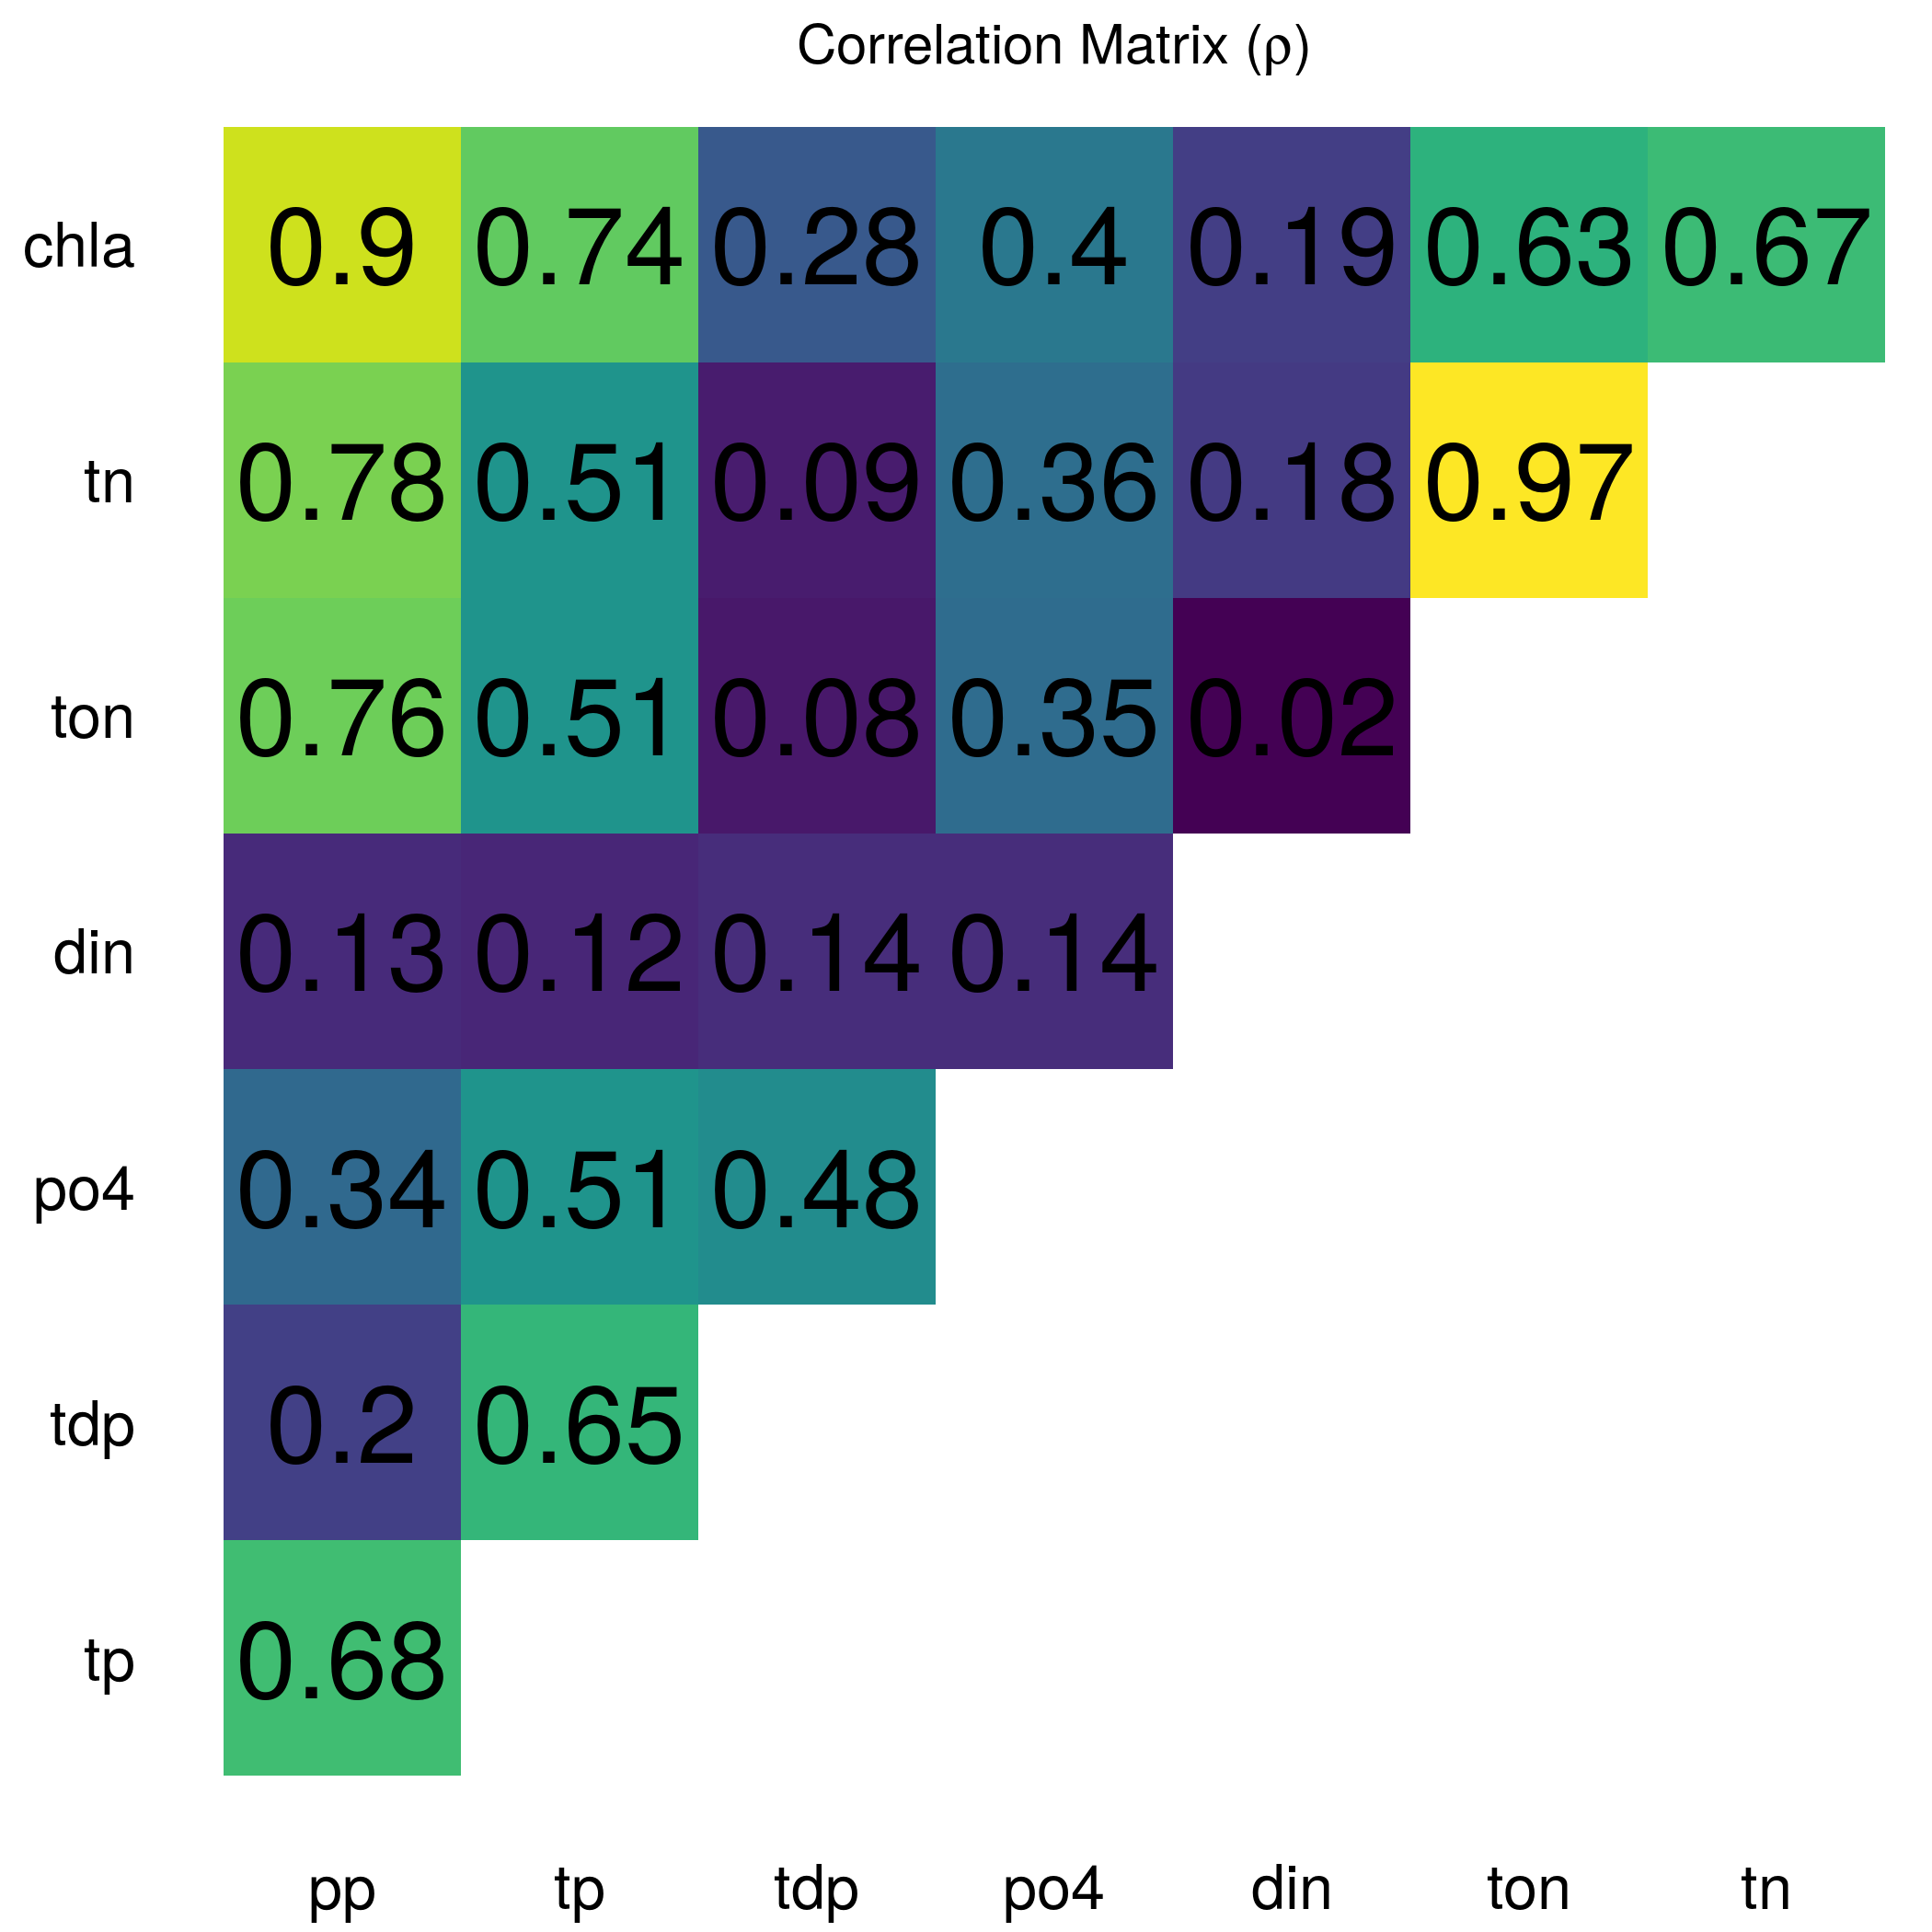 Correlation Matrix (ρ)
chla 0.9 0.74 0.28 0.4 0.19 0.63 0.67
tn 0.78 0.51 0.09 0.36 0.18 0.97
ton 0.76 0.51 0.08 0.35 0.02
din 0.13 0.12 0.14 0.14
po4 0.34 0.51 0.48
tdp 0.2 0.65
tp 0.68
pp tp tdp po4 din ton tn